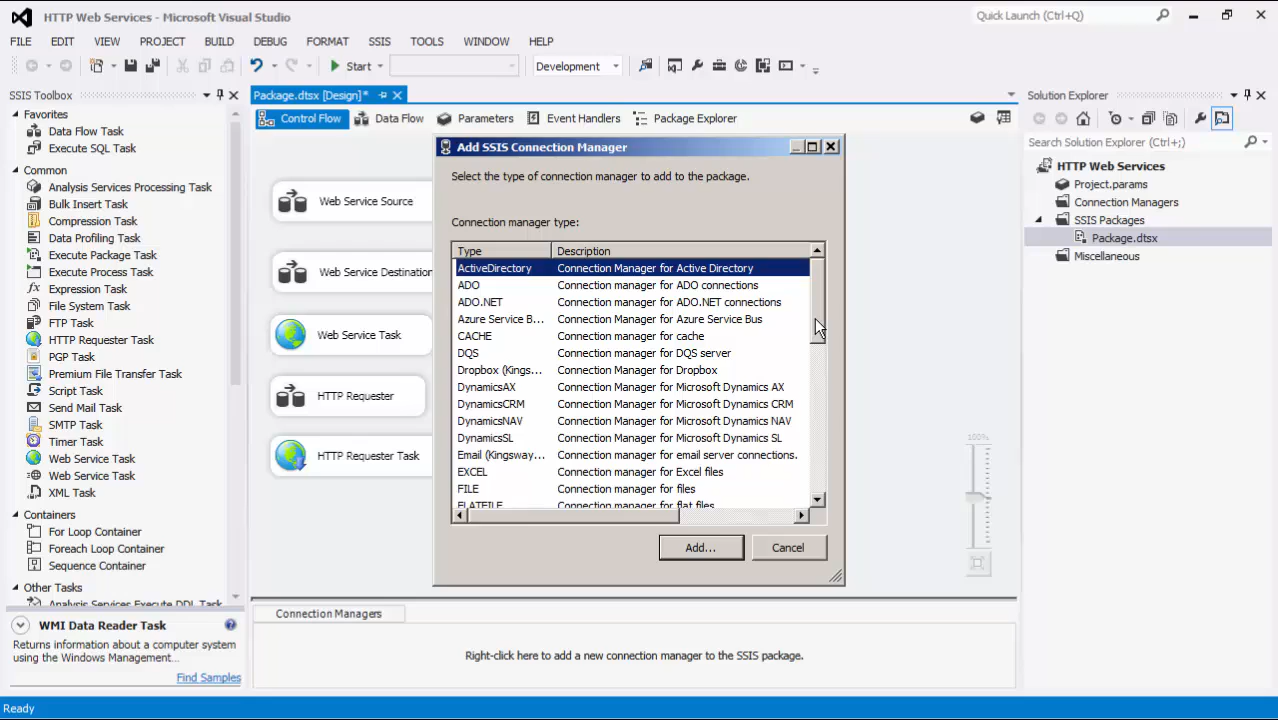 HTTP Web Services - Microsoft Visual Studio
Quick Launch (Ctrl+Q)
FILE EDIT VIEW PROJECT BUILD DEBUG FORMAT SSIS TOOLS WINDOW HELP
Start
Development
SSIS Toolbox
Favorites
Data Flow Task
Execute SQL Task
Common
Analysis Services Processing Task
Bulk Insert Task
Compression Task
Data Profiling Task
Execute Package Task
Execute Process Task
Expression Task
File System Task
FTP Task
HTTP Requester Task
PGP Task
Premium File Transfer Task
Script Task
Send Mail Task
SMTP Task
Timer Task
Web Service Task
Web Service Task
XML Task
Containers
For Loop Container
Foreach Loop Container
Sequence Container
Other Tasks
Analysis Services Execute DDL Task
WMI Data Reader Task
Returns information about a computer system
using the Windows Management...
Find Samples
Package.dtsx [Design]*
Control Flow Data Flow Parameters Event Handlers Package Explorer
Web Service Source
Web Service Destination
Web Service Task
HTTP Requester
HTTP Requester Task
Add SSIS Connection Manager
Select the type of connection manager to add to the package.
Connection manager type:
Type Description
ActiveDirectory Connection Manager for Active Directory
ADO Connection manager for ADO connections
ADO.NET Connection manager for ADO.NET connections
Azure Service B... Connection Manager for Azure Service Bus
CACHE Connection manager for cache
DQS Connection manager for DQS server
Dropbox (Kings... Connection Manager for Dropbox
DynamicsAX Connection Manager for Microsoft Dynamics AX
DynamicsCRM Connection Manager for Microsoft Dynamics CRM
DynamicsNAV Connection Manager for Microsoft Dynamics NAV
DynamicsSL Connection Manager for Microsoft Dynamics SL
Email (Kingsway... Connection Manager for email server connections.
EXCEL Connection manager for Excel files
FILE Connection manager for files
FLATFILE Connection manager for flat files
Add... Cancel
100%
Connection Managers
Right-click here to add a new connection manager to the SSIS package.
Solution Explorer
Search Solution Explorer (Ctrl+;)
HTTP Web Services
Project.params
Connection Managers
SSIS Packages
Package.dtsx
Miscellaneous
Ready